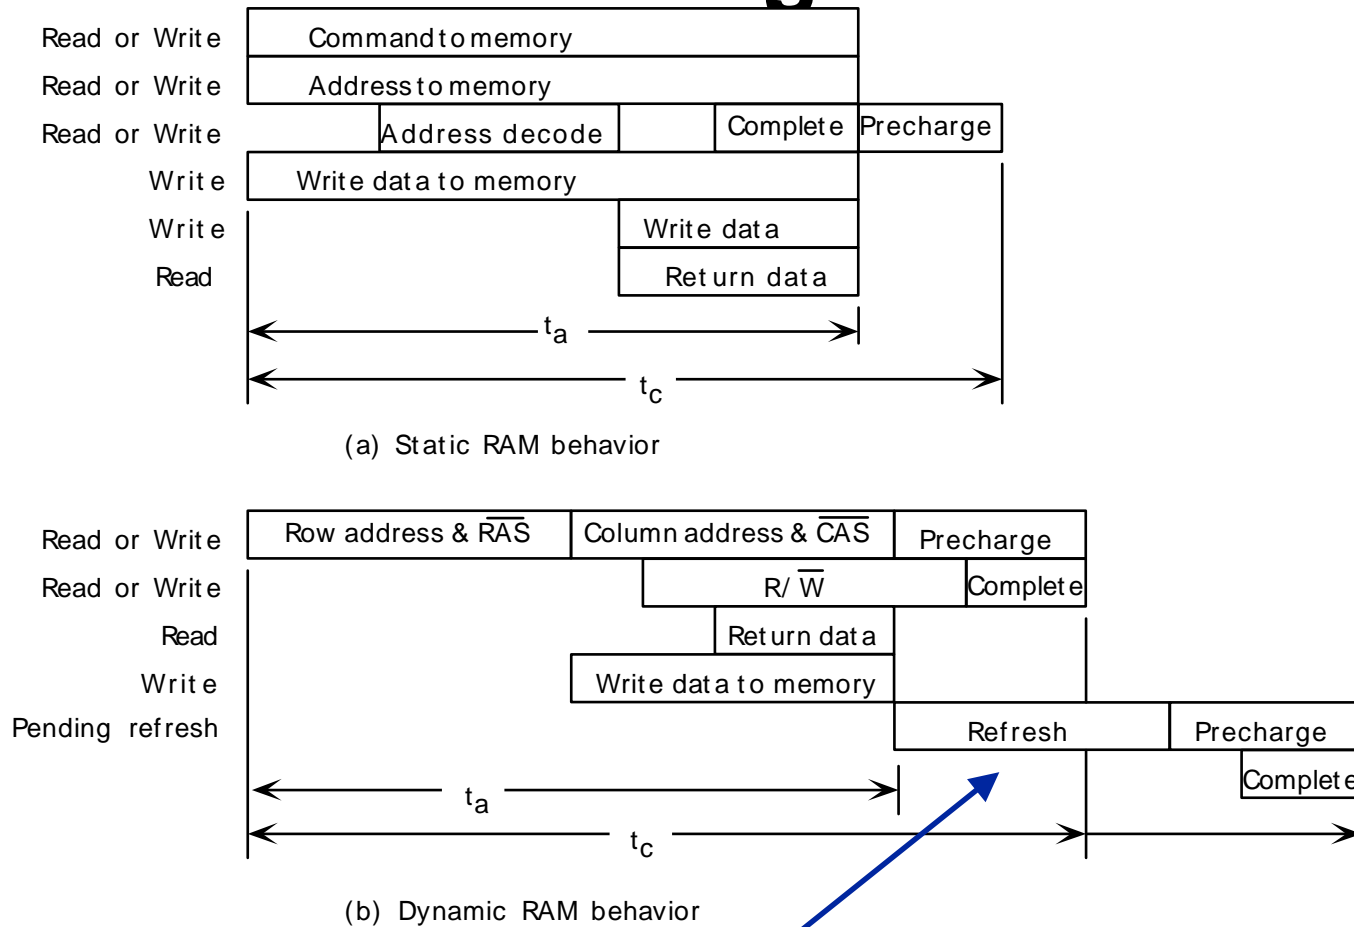 Read or Write Command to memory
Read or Write Address to memory
Read or Write Address decode Complete Precharge
Write Write data to memory
Write Write data
Read Return data
ta
tc
(a) Static RAM behavior
Read or Write Row address & R̅A̅S̅ Column address & C̅A̅S̅ Precharge
Read or Write R/ W̅ Complete
Read Return data
Write Write data to memory
Pending refresh Refresh Precharge
Complete
ta
tc
(b) Dynamic RAM behavior